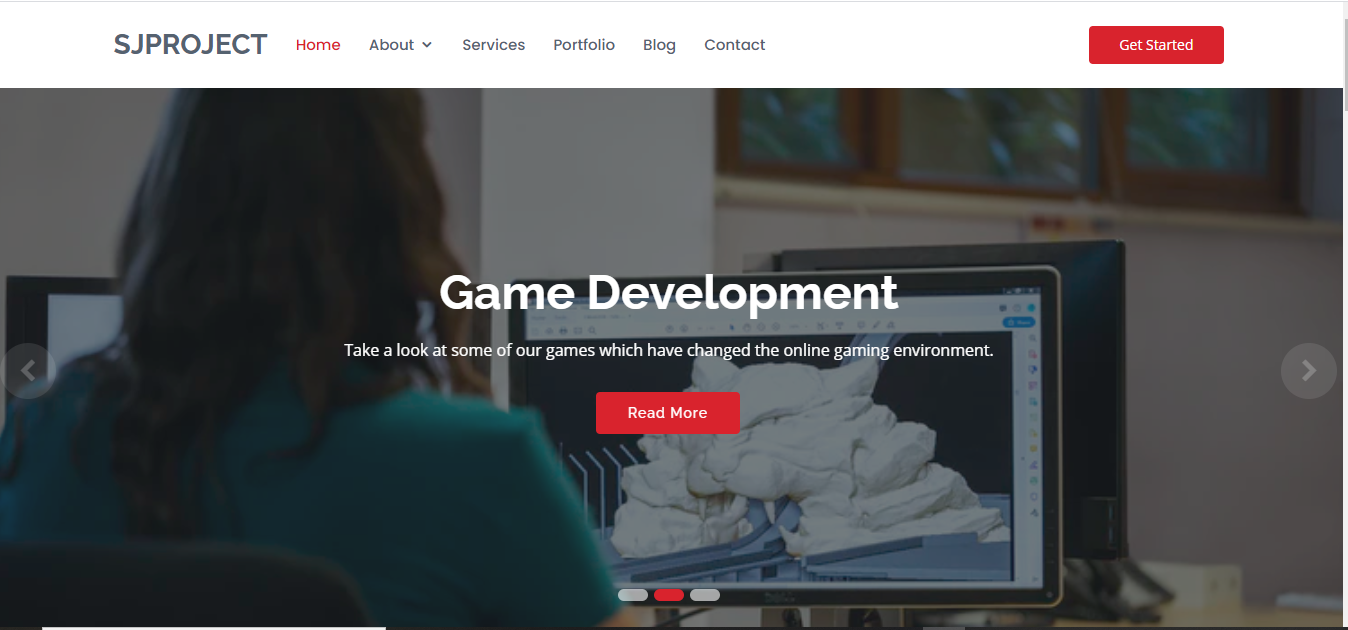 SJPROJECT Home About Services Portfolio Blog Contact Get Started
Game Development
Take a look at some of our games which have changed the online gaming environment.
Read More
DELL